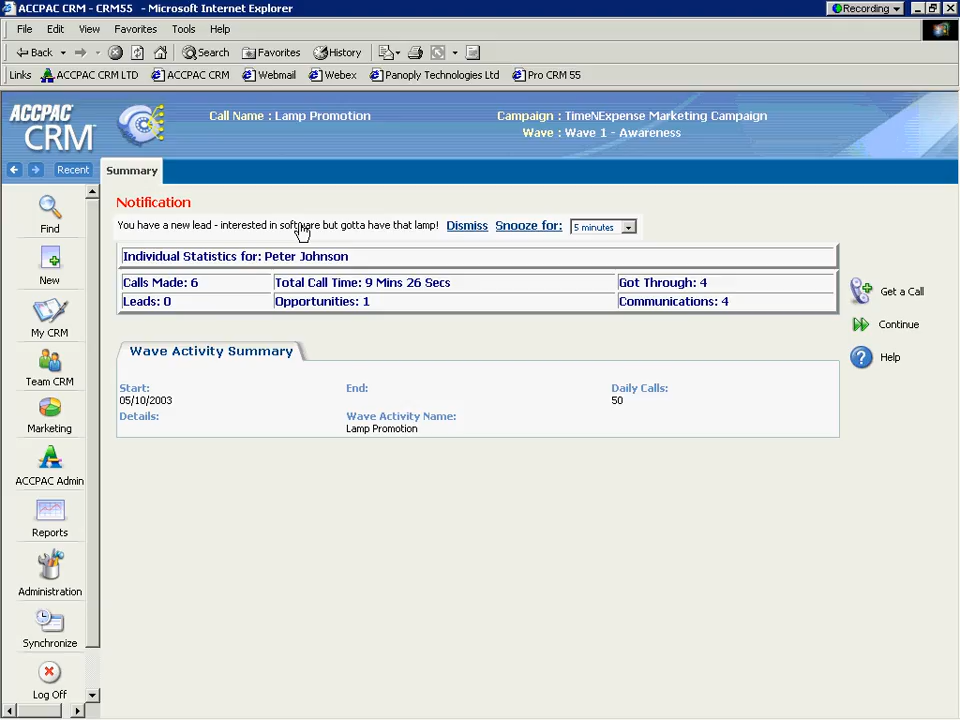 ACCPAC CRM - CRM55 - Microsoft Internet Explorer
Recording
File Edit View Favorites Tools Help
Back Search Favorites History
Links ACCPAC CRM LTD ACCPAC CRM Webmail Webex Panoply Technologies Ltd Pro CRM 55
ACCPAC
CRM
Call Name : Lamp Promotion
Campaign : TimeNExpense Marketing Campaign
Wave : Wave 1 - Awareness
Recent Summary
Find
New
My CRM
Team CRM
Marketing
ACCPAC Admin
Reports
Administration
Synchronize
Log Off
Notification
You have a new lead - interested in software but gotta have that lamp! Dismiss Snooze for: 5 minutes
Individual Statistics for: Peter Johnson
Calls Made: 6 Total Call Time: 9 Mins 26 Secs Got Through: 4
Leads: 0 Opportunities: 1 Communications: 4
Wave Activity Summary
Start: End: Daily Calls:
05/10/2003 50
Details: Wave Activity Name:
Lamp Promotion
Get a Call
Continue
Help